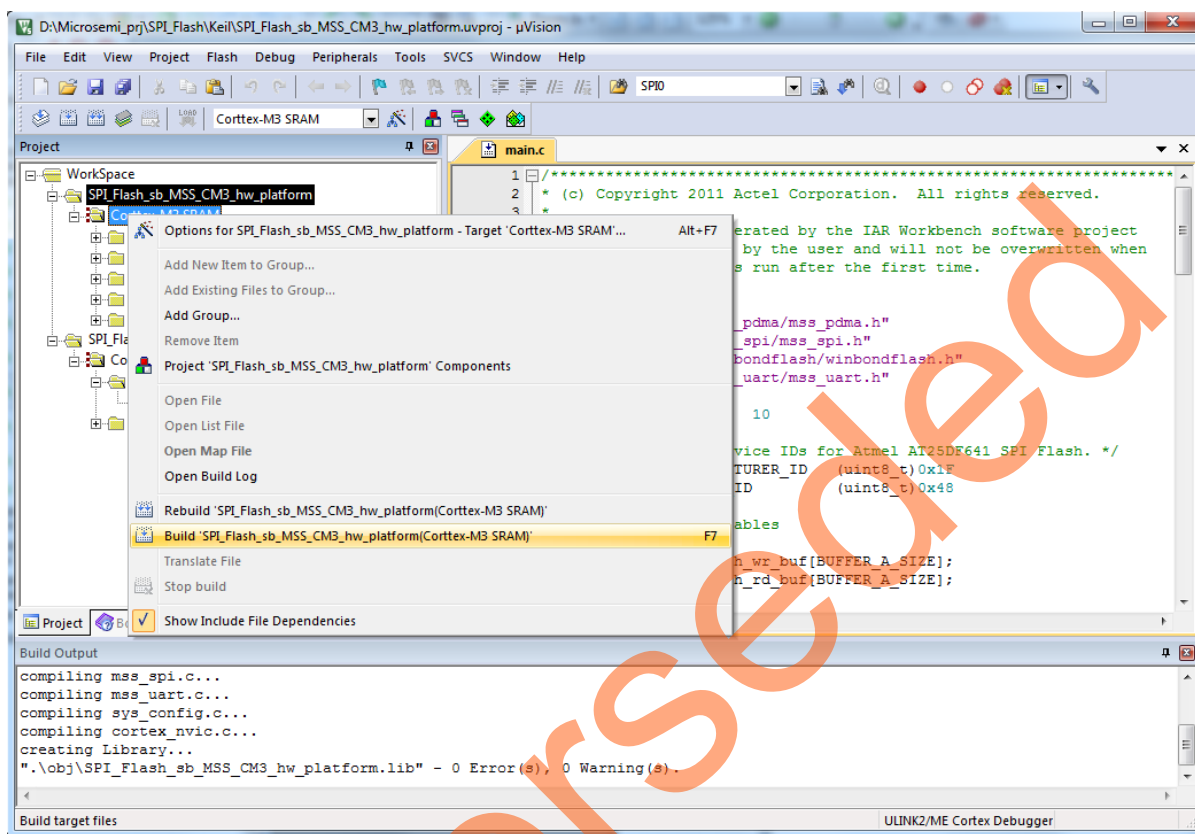 D:\Microsemi_prj\SPI_Flash\Keil\SPI_Flash_sb_MSS_CM3_hw_platform.uvproj - µVision
File Edit View Project Flash Debug Peripherals Tools SVCS Window Help
SPI0
LOAD Corttex-M3 SRAM
Project
main.c
WorkSpace
SPI_Flash_sb_MSS_CM3_hw_platform
Corttex-M3 SRAM
SPI_Fla
Co
1 /**************************************************************************
2 * (c) Copyright 2011 Actel Corporation. All rights reserved.
3 *
erated by the IAR Workbench software project
by the user and will not be overwritten when
s run after the first time.
_pdma/mss_pdma.h"
_spi/mss_spi.h"
bondflash/winbondflash.h"
_uart/mss_uart.h"
10
vice IDs for Atmel AT25DF641 SPI Flash. */
TURER_ID (uint8_t)0x1F
ID (uint8_t)0x48
ables
h_wr_buf[BUFFER_A_SIZE];
h_rd_buf[BUFFER_A_SIZE];
Options for SPI_Flash_sb_MSS_CM3_hw_platform - Target 'Corttex-M3 SRAM'... Alt+F7
Add New Item to Group...
Add Existing Files to Group...
Add Group...
Remove Item
Project 'SPI_Flash_sb_MSS_CM3_hw_platform' Components
Open File
Open List File
Open Map File
Open Build Log
Rebuild 'SPI_Flash_sb_MSS_CM3_hw_platform(Corttex-M3 SRAM)'
Build 'SPI_Flash_sb_MSS_CM3_hw_platform(Corttex-M3 SRAM)' F7
Translate File
Stop build
Show Include File Dependencies
Project B
Build Output
compiling mss_spi.c...
compiling mss_uart.c...
compiling sys_config.c...
compiling cortex_nvic.c...
creating Library...
".\obj\SPI_Flash_sb_MSS_CM3_hw_platform.lib" - 0 Error(s), 0 Warning(s).
Build target files ULINK2/ME Cortex Debugger
erseded